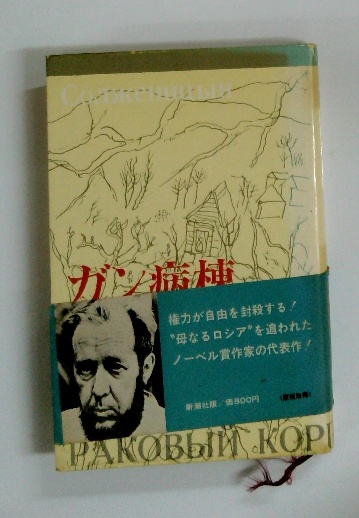 Солженицын
ガン病棟
権力が自由を封殺する！
“母なるロシア”を追われた
ノーベル賞作家の代表作！
新潮社版 価800円
РАКОВЫЙ КОРП